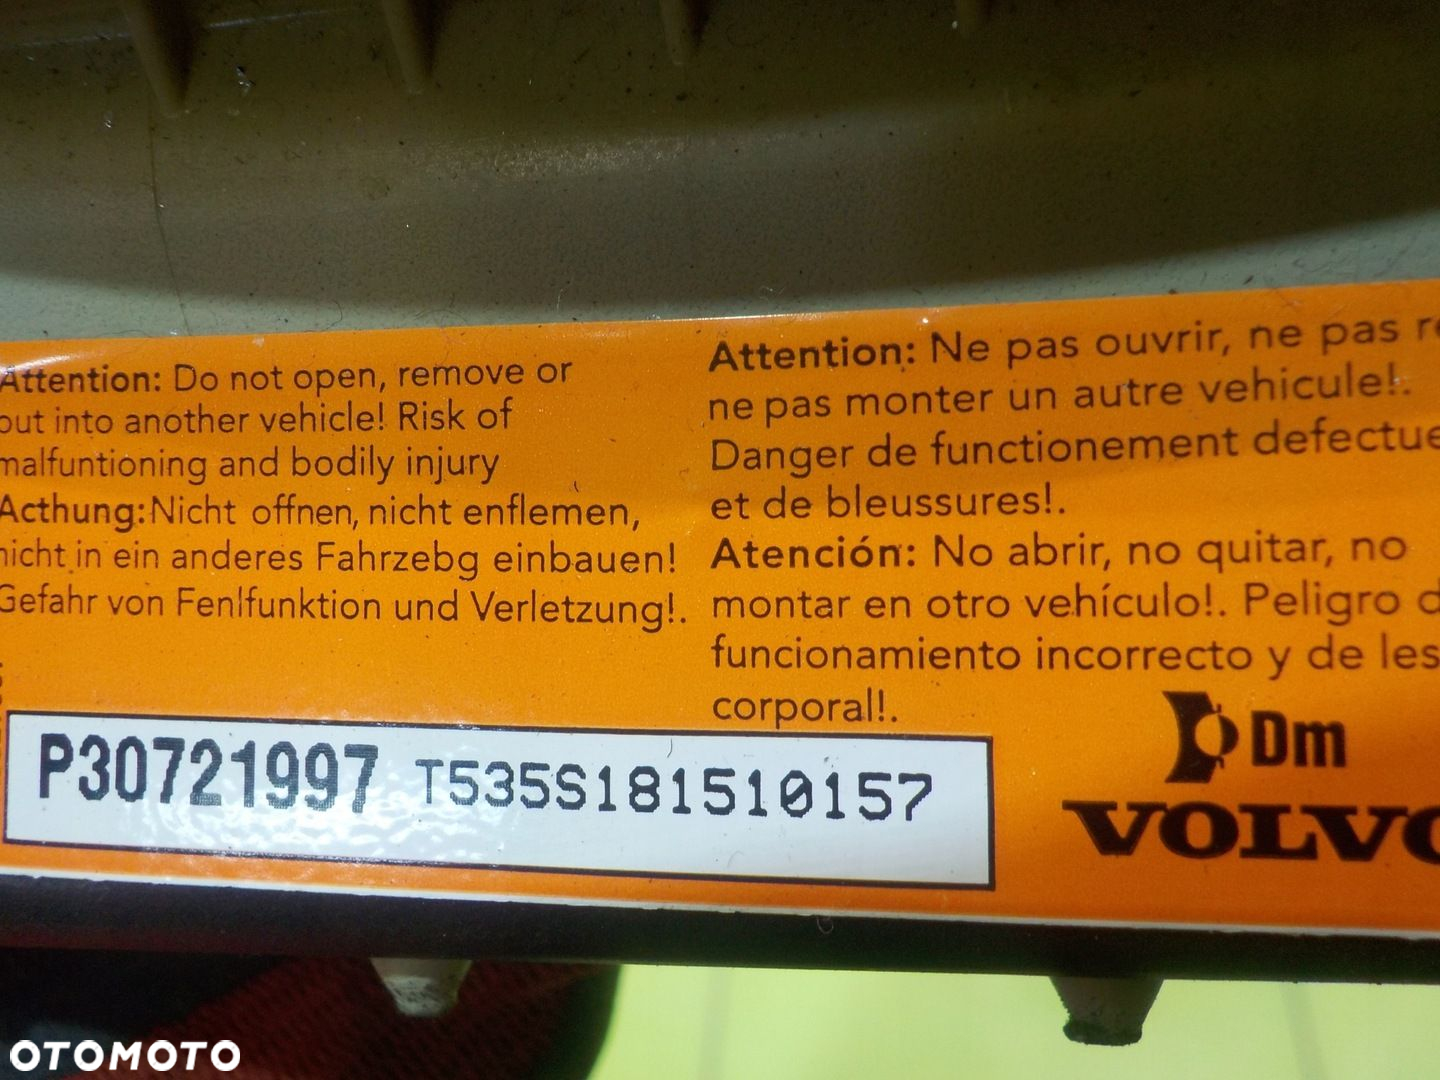 Attention: Do not open, remove or
put into another vehicle! Risk of
malfuntioning and bodily injury
Acthung: Nicht offnen, nicht enflemen,
nicht in ein anderes Fahrzebg einbauen!
Gefahr von Fenlfunktion und Verletzung!.
Attention: Ne pas ouvrir, ne pas re
ne pas monter un autre vehicule!.
Danger de functionement defectue
et de bleussures!.
Atención: No abrir, no quitar, no
montar en otro vehículo!. Peligro d
funcionamiento incorrecto y de les
corporal!.
P30721997 T535S181510157
Dm
VOLVO
OTOMOTO